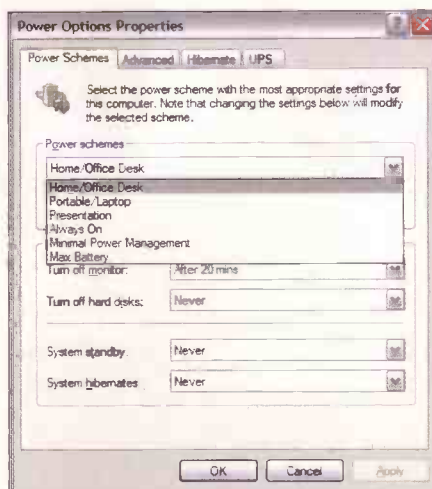 Power Options Properties
Power Schemes Advanced Hibernate UPS
Select the power scheme with the most appropriate settings for
this computer. Note that changing the settings below will modify
the selected scheme.
Power schemes
Home/Office Desk
Home/Office Desk
Portable/Laptop
Presentation
Always On
Minimal Power Management
Max Battery
Turn off monitor: After 20 mins
Turn off hard disks: Never
System standby: Never
System hibernates Never
OK Cancel Apply